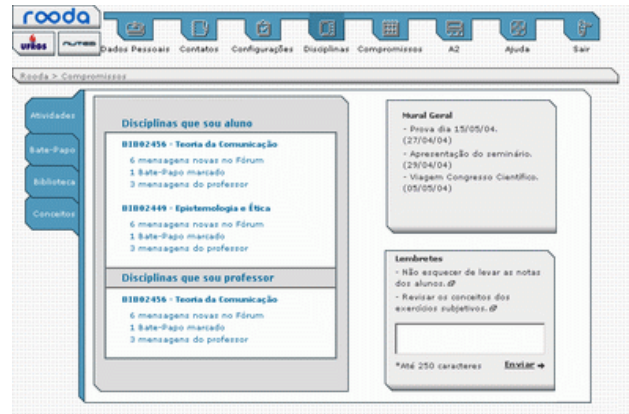 rooda
UFRGS NUTED
Dados Pessoais Contatos Configurações Disciplinas Compromissos A2 Ajuda Sair
Rooda > Compromissos
Atividades
Bate-Papo
Biblioteca
Conceitos
Disciplinas que sou aluno
BIB02456 - Teoria da Comunicação
6 mensagens novas no Fórum
1 Bate-Papo marcado
3 mensagens do professor
BIB02449 - Epistemologia e Ética
6 mensagens novas no Fórum
1 Bate-Papo marcado
3 mensagens do professor
Disciplinas que sou professor
BIB02456 - Teoria da Comunicação
6 mensagens novas no Fórum
1 Bate-Papo marcado
3 mensagens do professor
Mural Geral
- Prova dia 15/05/04.
(27/04/04)
- Apresentação do seminário.
(29/04/04)
- Viagem Congresso Científico.
(05/05/04)
Lembretes
- Não esquecer de levar as notas
dos alunos.
- Revisar os conceitos dos
exercícios subjetivos.
*Até 250 caracteres Enviar →